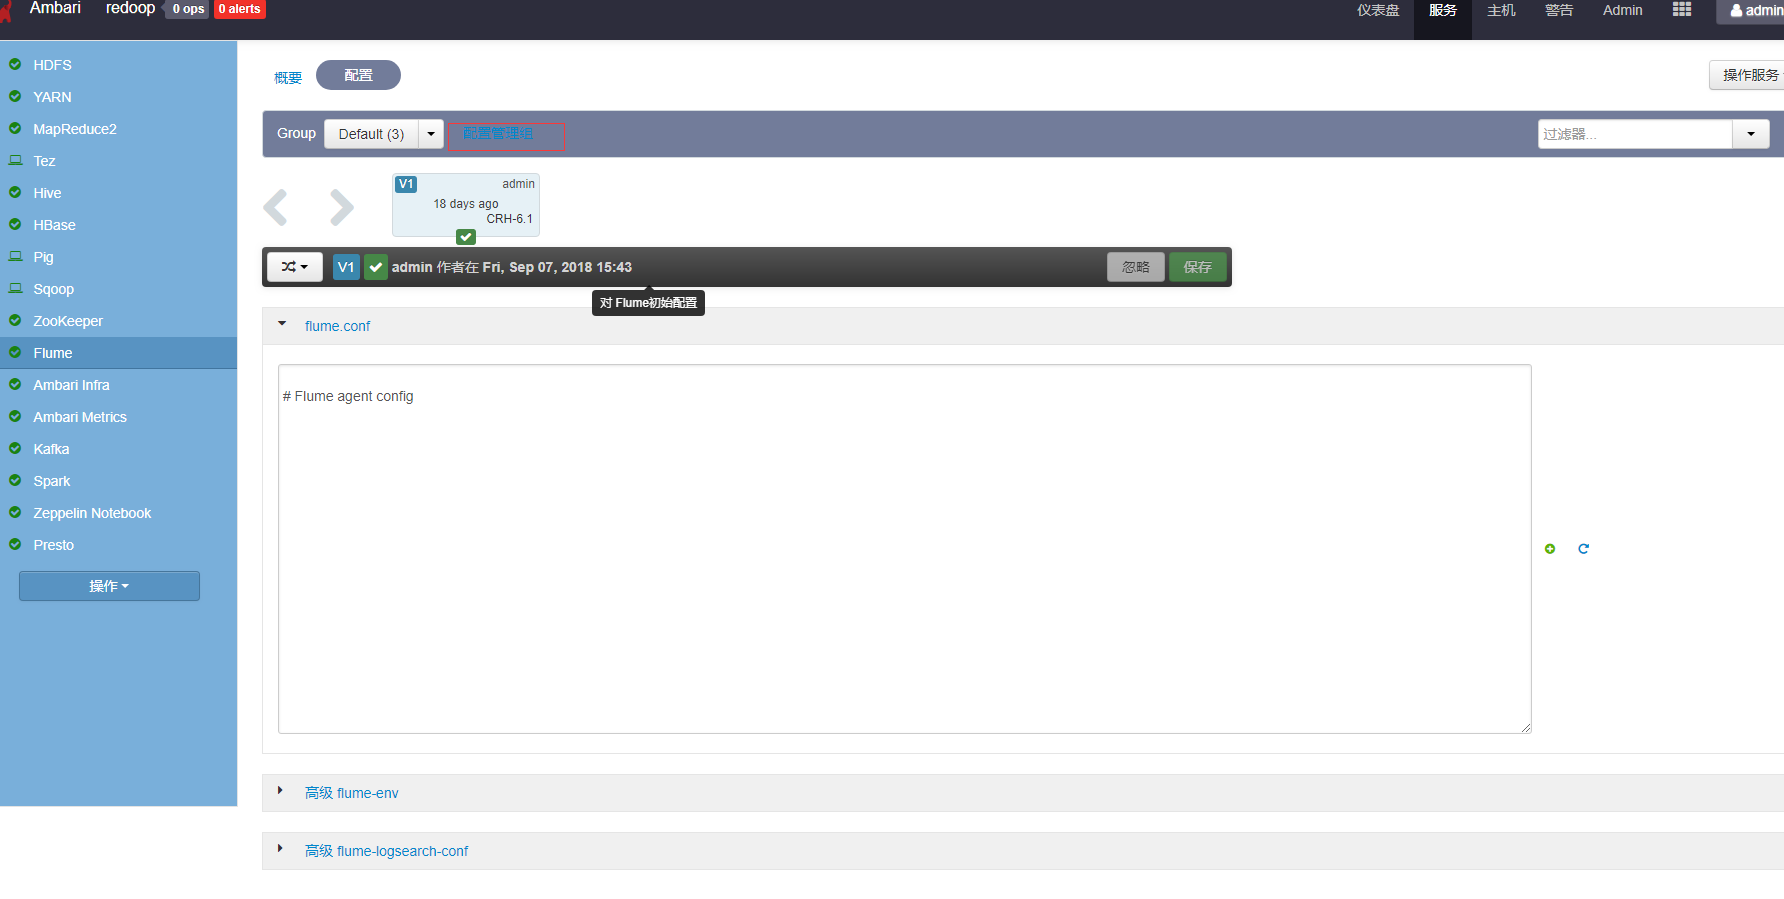 Ambari redoop 0 ops 0 alerts 仪表盘 服务 主机 警告 Admin admin
HDFS
YARN
MapReduce2
Tez
Hive
HBase
Pig
Sqoop
ZooKeeper
Flume
Ambari Infra
Ambari Metrics
Kafka
Spark
Zeppelin Notebook
Presto
操作
概要 配置 操作服务
Group Default (3) 配置管理组 过滤器...
V1 admin
18 days ago
CRH-6.1
V1 admin 作者在 Fri, Sep 07, 2018 15:43 忽略 保存
对 Flume初始配置
flume.conf
# Flume agent config
高级 flume-env
高级 flume-logsearch-conf